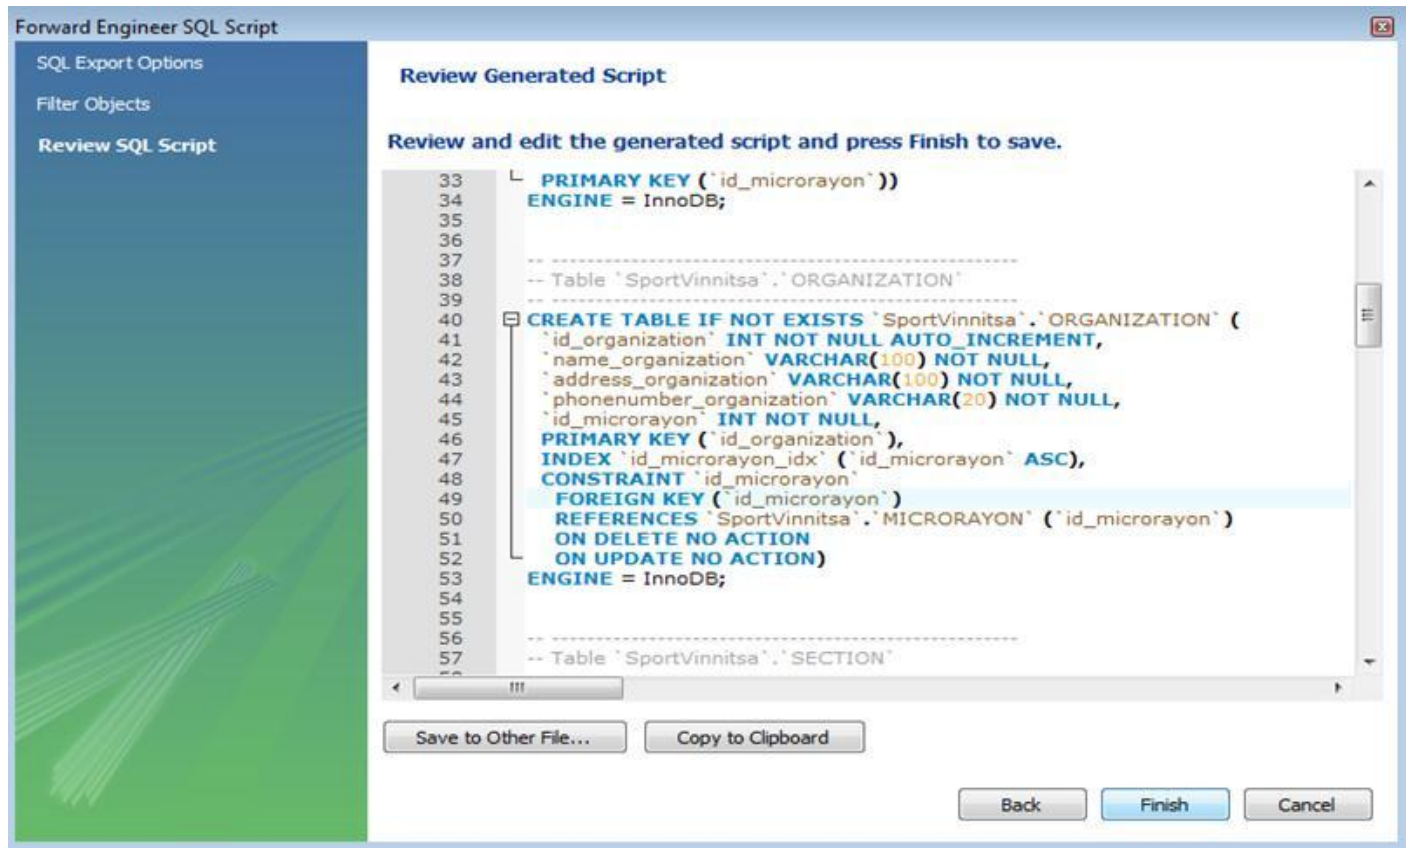 Forward Engineer SQL Script
SQL Export Options
Filter Objects
Review SQL Script
Review Generated Script
Review and edit the generated script and press Finish to save.
33 PRIMARY KEY (`id_microrayon`))
34 ENGINE = InnoDB;
35
36
37 -- -----------------------------------------------------
38 -- Table `SportVinnitsa`.`ORGANIZATION`
39 -- -----------------------------------------------------
40 CREATE TABLE IF NOT EXISTS `SportVinnitsa`.`ORGANIZATION` (
41 `id_organization` INT NOT NULL AUTO_INCREMENT,
42 `name_organization` VARCHAR(100) NOT NULL,
43 `address_organization` VARCHAR(100) NOT NULL,
44 `phonenumber_organization` VARCHAR(20) NOT NULL,
45 `id_microrayon` INT NOT NULL,
46 PRIMARY KEY (`id_organization`),
47 INDEX `id_microrayon_idx` (`id_microrayon` ASC),
48 CONSTRAINT `id_microrayon`
49 FOREIGN KEY (`id_microrayon`)
50 REFERENCES `SportVinnitsa`.`MICRORAYON` (`id_microrayon`)
51 ON DELETE NO ACTION
52 ON UPDATE NO ACTION)
53 ENGINE = InnoDB;
54
55
56 -- -----------------------------------------------------
57 -- Table `SportVinnitsa`.`SECTION`
Save to Other File...
Copy to Clipboard
Back
Finish
Cancel